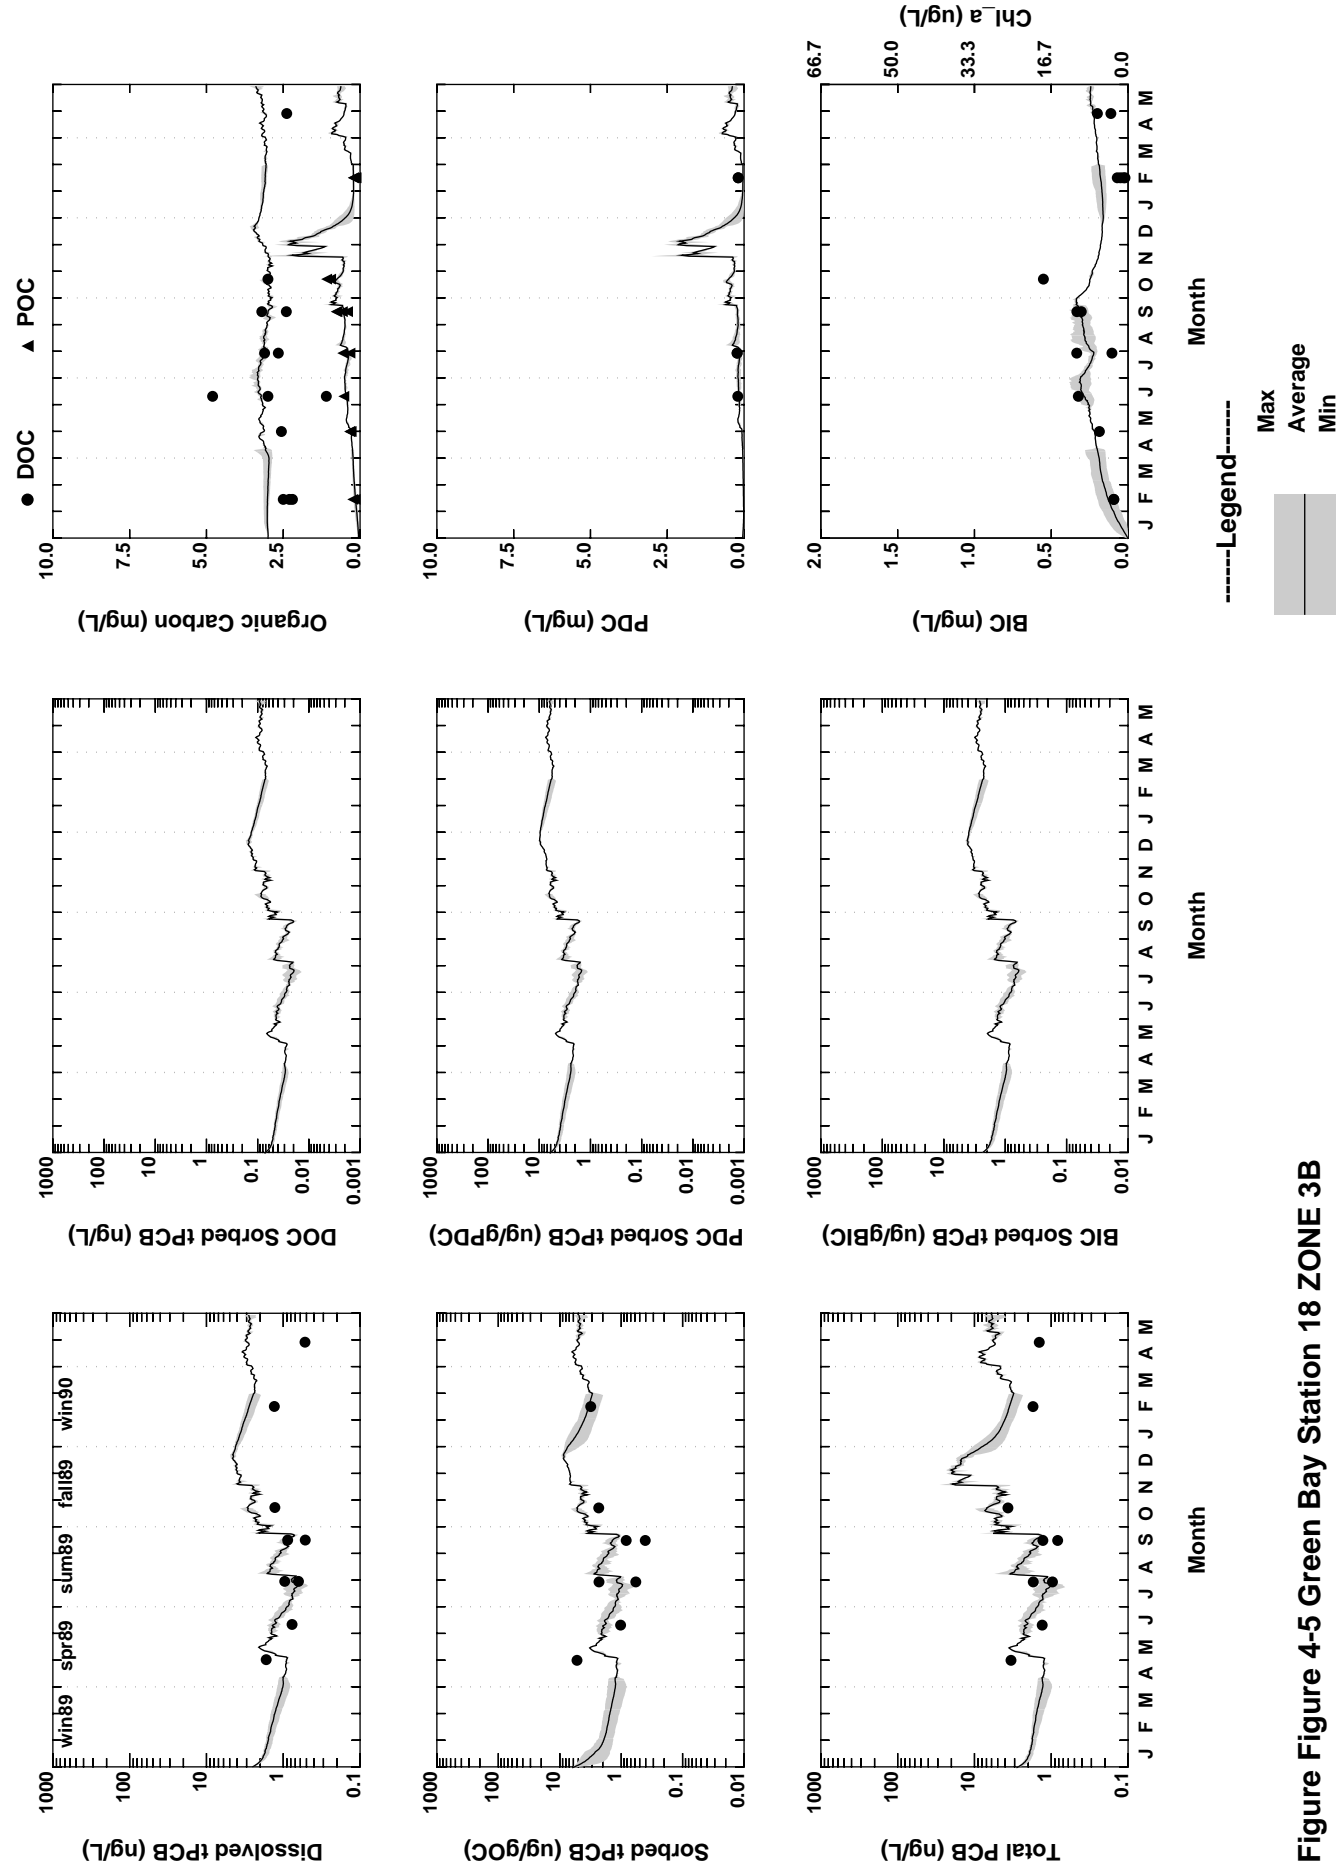 ● DOC ▲ POC
1000
100
10
1
0.1
Dissolved tPCB (ng/L)
win89 spr89 sum89 fall89 win90
1000
100
10
1
0.1
0.01
0.001
DOC Sorbed tPCB (ng/L)
10.0
7.5
5.0
2.5
0.0
Organic Carbon (mg/L)
1000
100
10
1
0.1
0.01
Sorbed tPCB (ug/gOC)
1000
100
10
1
0.1
0.01
0.001
PDC Sorbed tPCB (ug/gPDC)
10.0
7.5
5.0
2.5
0.0
PDC (mg/L)
1000
100
10
1
0.1
Total PCB (ng/L)
J F M A M J J A S O N D J F M A M
Month
1000
100
10
1
0.1
0.01
BIC Sorbed tPCB (ug/gBIC)
J F M A M J J A S O N D J F M A M
Month
2.0
1.5
1.0
0.5
0.0
BIC (mg/L)
66.7
50.0
33.3
16.7
0.0
Chl_a (ug/L)
J F M A M J J A S O N D J F M A M
Month
------Legend------
Max
Average
Min
Figure Figure 4-5 Green Bay Station 18 ZONE 3B